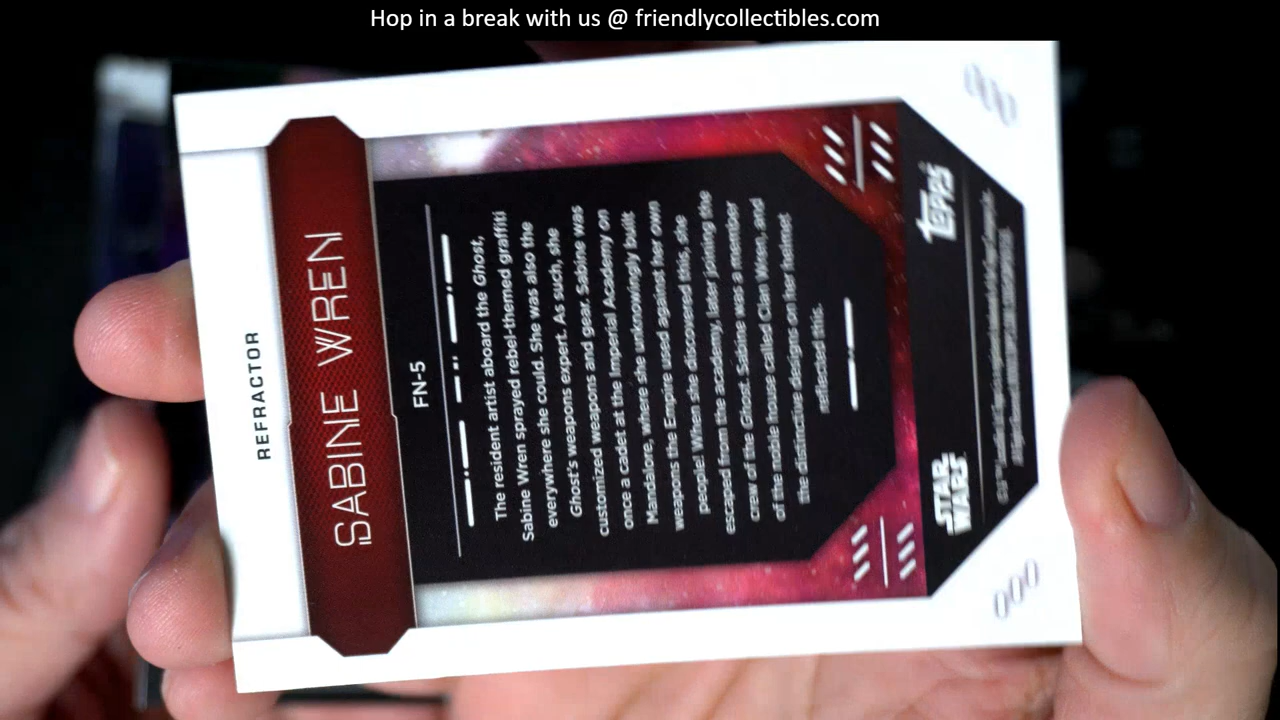 Hop in a break with us @ friendlycollectibles.com
REFRACTOR
SABINE WREN
FN-5
The resident artist aboard the Ghost,
Sabine Wren sprayed rebel-themed graffiti
everywhere she could. She was also the
Ghost's weapons expert. As such, she
customized weapons and gear. Sabine was
once a cadet at the Imperial Academy on
Mandalore, where she unknowingly built
weapons the Empire used against her own
people! When she discovered this, she
escaped from the academy, later joining the
crew of the Ghost. Sabine was a member
of the noble house called Clan Wren, and
the distinctive designs on her helmet
reflected this.
STAR WARS
TOPPS